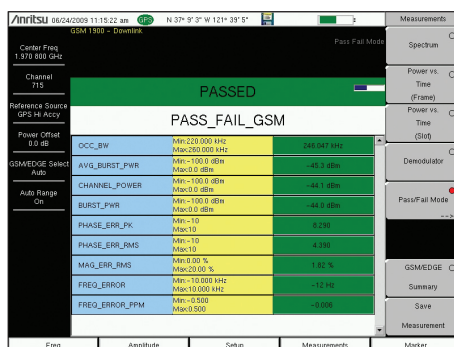 Anritsu 06/24/2009 11:15:22 am GPS N 37° 9' 3" W 121° 39' 5"
Measurements
GSM 1900 - Downlink
Pass Fail Mode
Center Freq
1.970 800 GHz
Channel
715
Reference Source
GPS Hi Accy
Power Offset
0.0 dB
GSM/EDGE Select
Auto
Auto Range
On
PASSED
PASS_FAIL_GSM
OCC_BW Min:220.000 kHz Max:260.000 kHz 246.047 kHz
AVG_BURST_PWR Min:-100.0 dBm Max:0.0 dBm -45.3 dBm
CHANNEL_POWER Min:-100.0 dBm Max:0.0 dBm -44.1 dBm
BURST_PWR Min:-100.0 dBm Max:0.0 dBm -44.0 dBm
PHASE_ERR_PK Min:-10 Max:10 8.290
PHASE_ERR_RMS Min:-10 Max:10 4.390
MAG_ERR_RMS Min:0.00 % Max:20.00 % 1.82 %
FREQ_ERROR Min:-10.000 kHz Max:10.000 kHz -12 Hz
FREQ_ERROR_PPM Min:-0.500 Max:0.500 -0.006
Spectrum
Power vs.
Time
(Frame)
Power vs.
Time
(Slot)
Demodulator
Pass/Fail Mode
-->
GSM/EDGE
Summary
Save
Measurement
Freq Amplitude Setup Measurements Marker